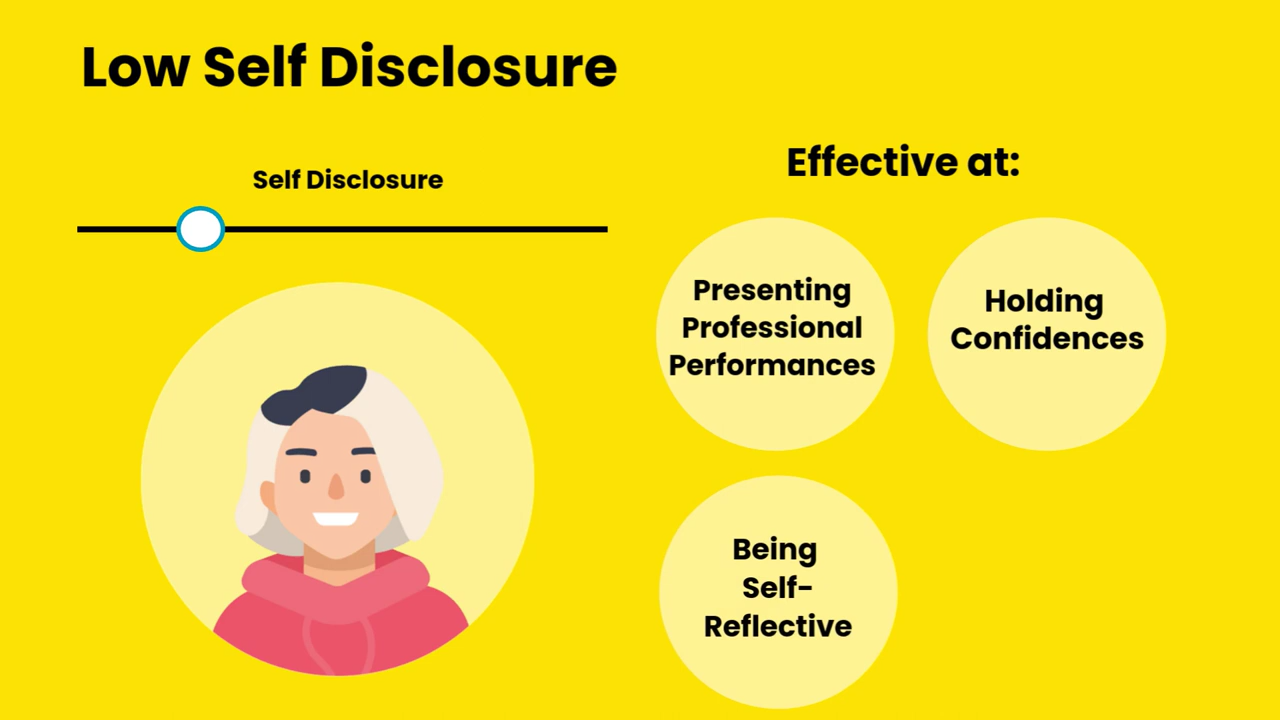 Low Self Disclosure
Self Disclosure
Effective at:
Presenting
Professional
Performances
Holding
Confidences
Being
Self-
Reflective